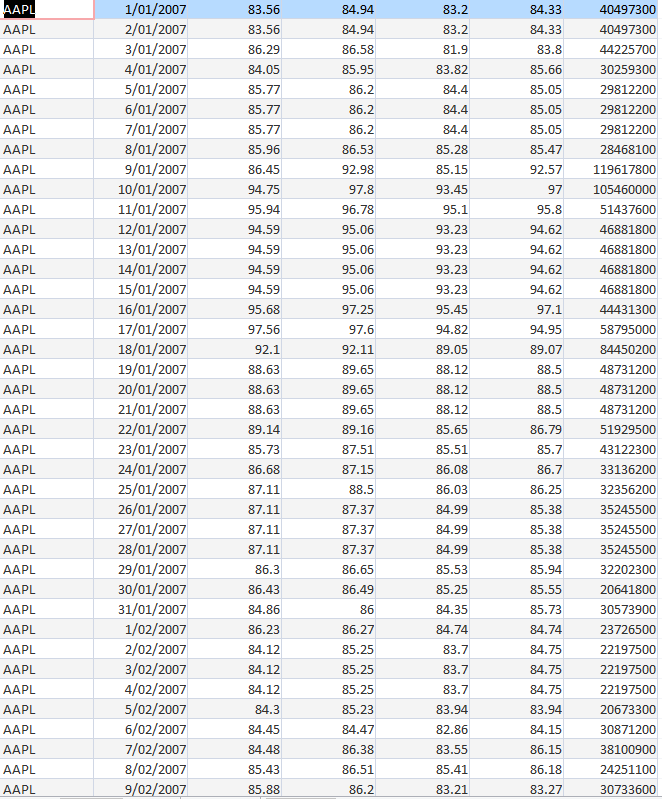 AAPL 1/01/2007 83.56 84.94 83.2 84.33 40497300
AAPL 2/01/2007 83.56 84.94 83.2 84.33 40497300
AAPL 3/01/2007 86.29 86.58 81.9 83.8 44225700
AAPL 4/01/2007 84.05 85.95 83.82 85.66 30259300
AAPL 5/01/2007 85.77 86.2 84.4 85.05 29812200
AAPL 6/01/2007 85.77 86.2 84.4 85.05 29812200
AAPL 7/01/2007 85.77 86.2 84.4 85.05 29812200
AAPL 8/01/2007 85.96 86.53 85.28 85.47 28468100
AAPL 9/01/2007 86.45 92.98 85.15 92.57 119617800
AAPL 10/01/2007 94.75 97.8 93.45 97 105460000
AAPL 11/01/2007 95.94 96.78 95.1 95.8 51437600
AAPL 12/01/2007 94.59 95.06 93.23 94.62 46881800
AAPL 13/01/2007 94.59 95.06 93.23 94.62 46881800
AAPL 14/01/2007 94.59 95.06 93.23 94.62 46881800
AAPL 15/01/2007 94.59 95.06 93.23 94.62 46881800
AAPL 16/01/2007 95.68 97.25 95.45 97.1 44431300
AAPL 17/01/2007 97.56 97.6 94.82 94.95 58795000
AAPL 18/01/2007 92.1 92.11 89.05 89.07 84450200
AAPL 19/01/2007 88.63 89.65 88.12 88.5 48731200
AAPL 20/01/2007 88.63 89.65 88.12 88.5 48731200
AAPL 21/01/2007 88.63 89.65 88.12 88.5 48731200
AAPL 22/01/2007 89.14 89.16 85.65 86.79 51929500
AAPL 23/01/2007 85.73 87.51 85.51 85.7 43122300
AAPL 24/01/2007 86.68 87.15 86.08 86.7 33136200
AAPL 25/01/2007 87.11 88.5 86.03 86.25 32356200
AAPL 26/01/2007 87.11 87.37 84.99 85.38 35245500
AAPL 27/01/2007 87.11 87.37 84.99 85.38 35245500
AAPL 28/01/2007 87.11 87.37 84.99 85.38 35245500
AAPL 29/01/2007 86.3 86.65 85.53 85.94 32202300
AAPL 30/01/2007 86.43 86.49 85.25 85.55 20641800
AAPL 31/01/2007 84.86 86 84.35 85.73 30573900
AAPL 1/02/2007 86.23 86.27 84.74 84.74 23726500
AAPL 2/02/2007 84.12 85.25 83.7 84.75 22197500
AAPL 3/02/2007 84.12 85.25 83.7 84.75 22197500
AAPL 4/02/2007 84.12 85.25 83.7 84.75 22197500
AAPL 5/02/2007 84.3 85.23 83.94 83.94 20673300
AAPL 6/02/2007 84.45 84.47 82.86 84.15 30871200
AAPL 7/02/2007 84.48 86.38 83.55 86.15 38100900
AAPL 8/02/2007 85.43 86.51 85.41 86.18 24251100
AAPL 9/02/2007 85.88 86.2 83.21 83.27 30733600